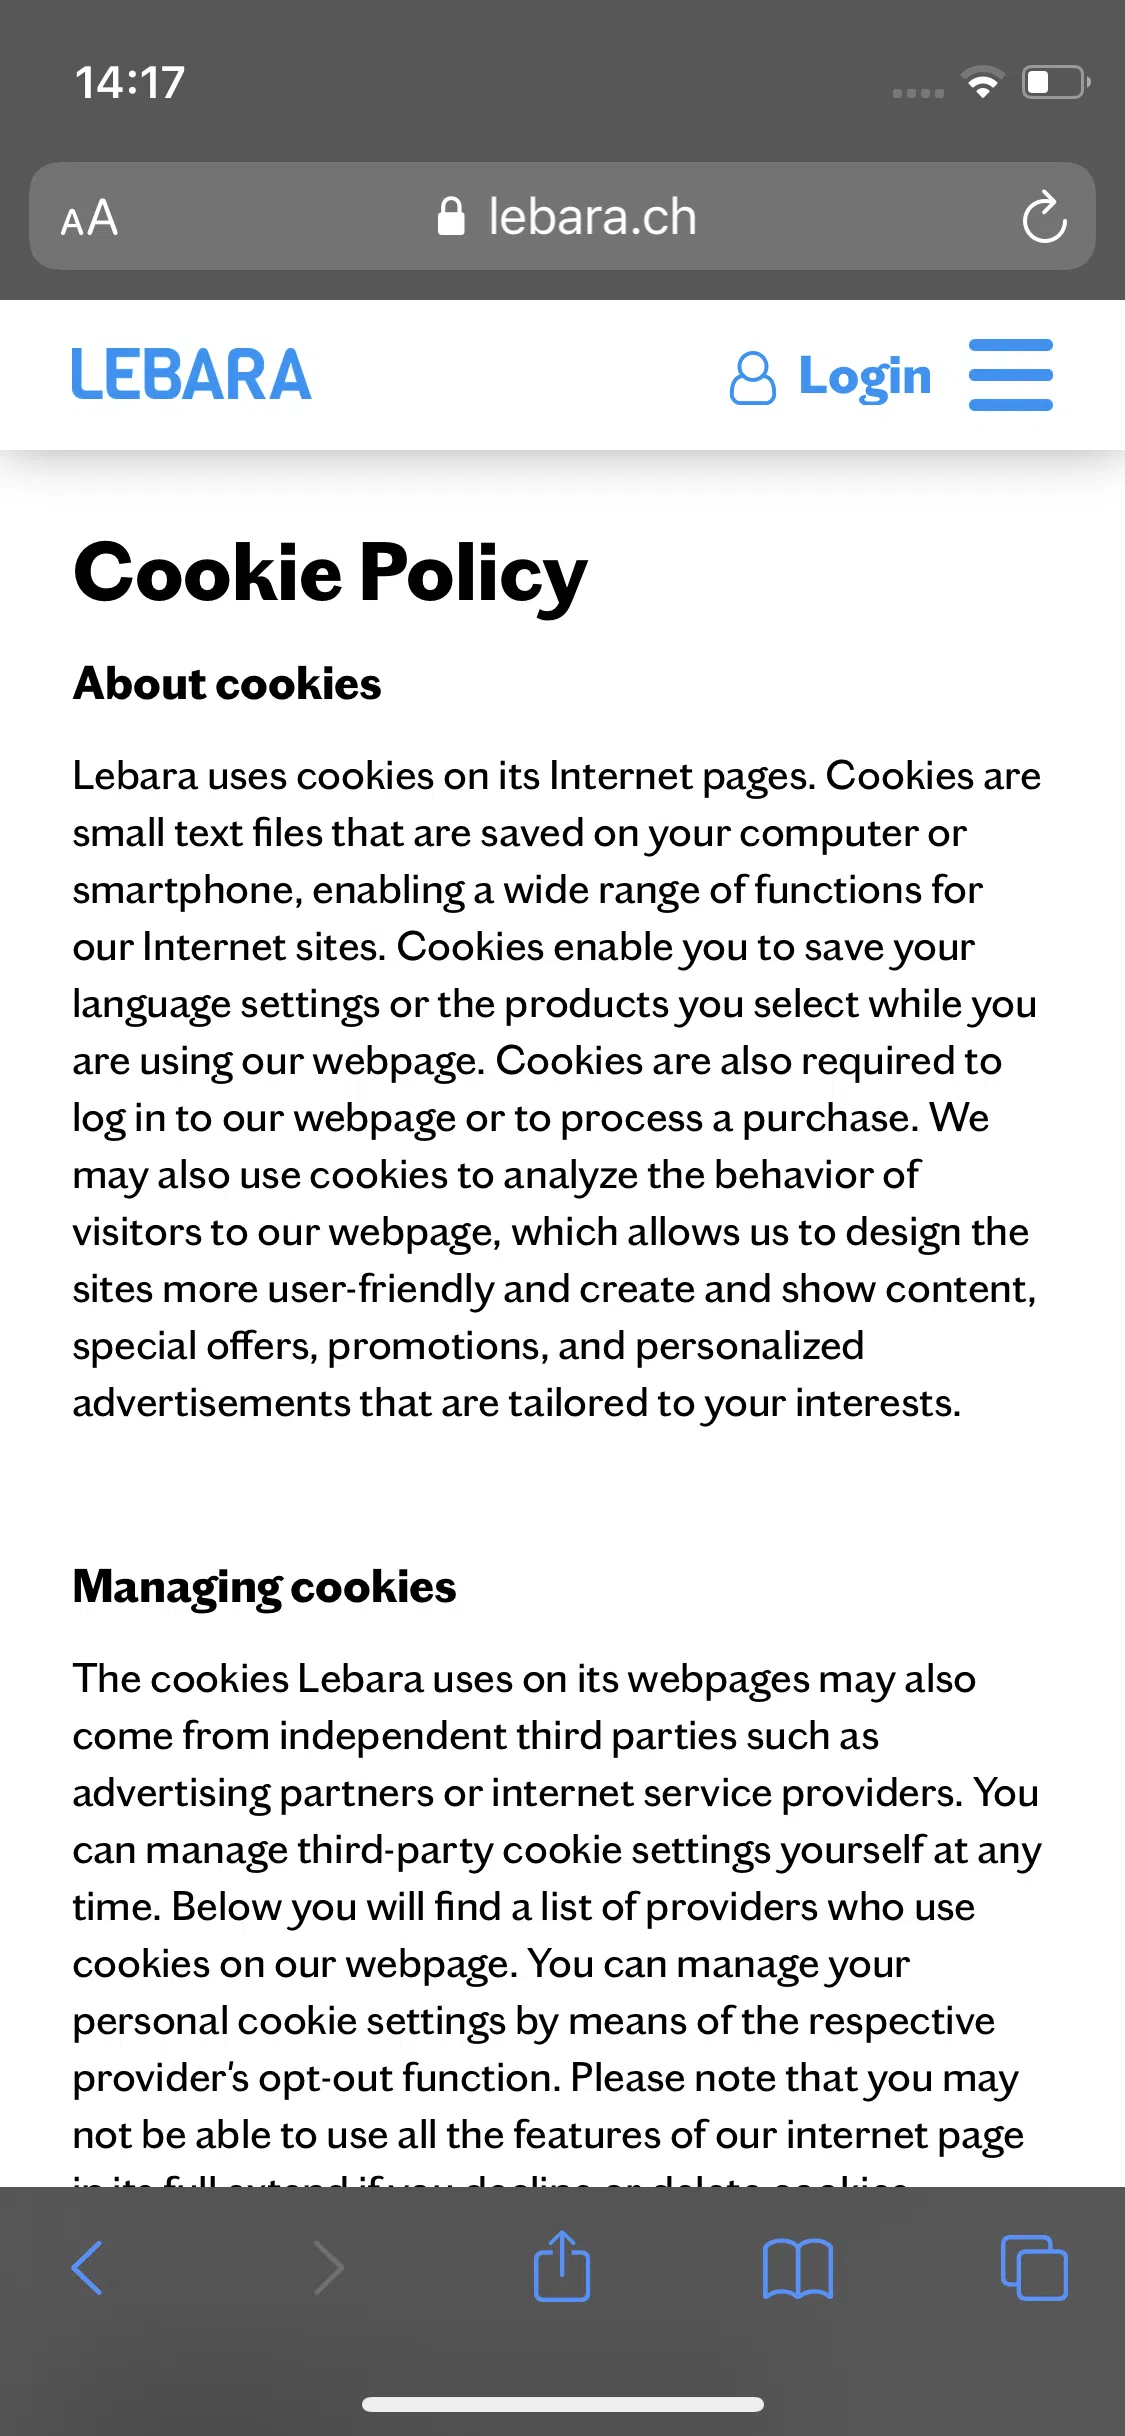 14:17
AA lebara.ch
LEBARA Login
Cookie Policy
About cookies
Lebara uses cookies on its Internet pages. Cookies are
small text files that are saved on your computer or
smartphone, enabling a wide range of functions for
our Internet sites. Cookies enable you to save your
language settings or the products you select while you
are using our webpage. Cookies are also required to
log in to our webpage or to process a purchase. We
may also use cookies to analyze the behavior of
visitors to our webpage, which allows us to design the
sites more user-friendly and create and show content,
special offers, promotions, and personalized
advertisements that are tailored to your interests.
Managing cookies
The cookies Lebara uses on its webpages may also
come from independent third parties such as
advertising partners or internet service providers. You
can manage third-party cookie settings yourself at any
time. Below you will find a list of providers who use
cookies on our webpage. You can manage your
personal cookie settings by means of the respective
provider's opt-out function. Please note that you may
not be able to use all the features of our internet page
in its full extend if you decline or delete cookies